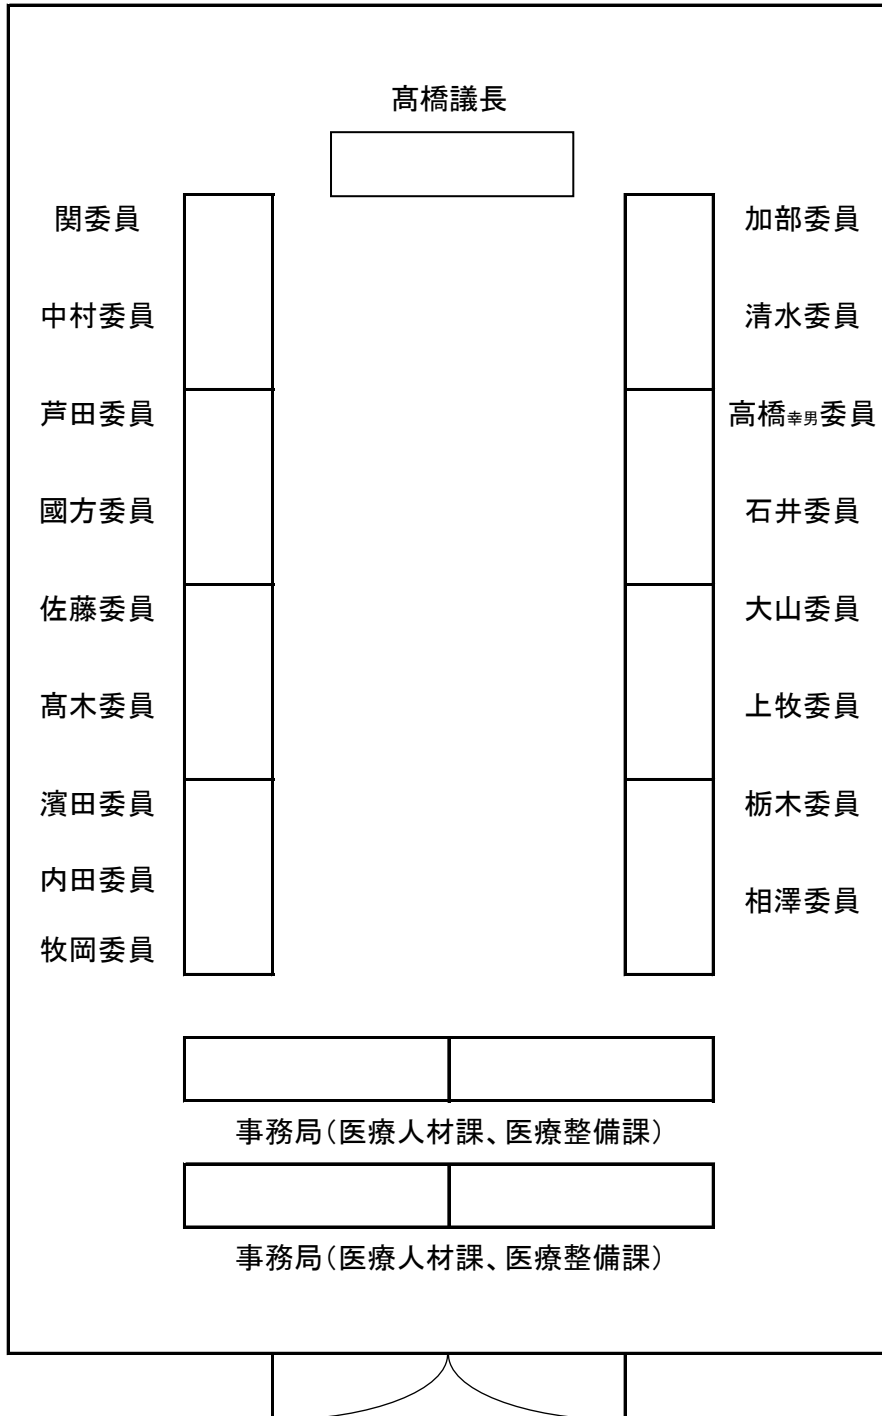 髙橋議長
関委員
加部委員
中村委員
清水委員
芦田委員
高橋幸男委員
國方委員
石井委員
佐藤委員
大山委員
髙木委員
上牧委員
濱田委員
栃木委員
内田委員
相澤委員
牧岡委員
事務局（医療人材課、医療整備課）
事務局（医療人材課、医療整備課）